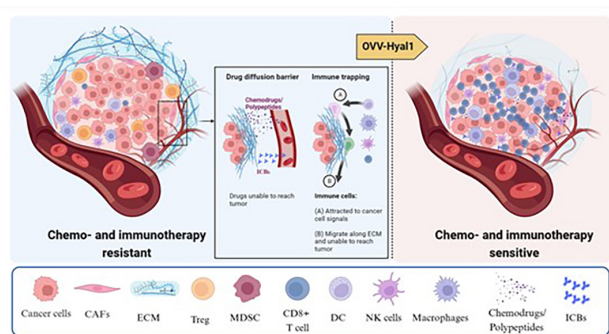 OVV-Hyal1
Drug diffusion barrier
Immune trapping
Chemodrugs/
Polypeptides
ICBs
Drugs unable to reach
tumor
A
B
Immune cells:
(A) Attracted to cancer
cell signals
(B) Migrate along ECM
and unable to reach
tumor
Chemo- and immunotherapy
resistant
Chemo- and immunotherapy
sensitive
Cancer cells
CAFs
ECM
Treg
MDSC
CD8+
T cell
DC
NK cells
Macrophages
Chemodrugs/
Polypeptides
ICBs